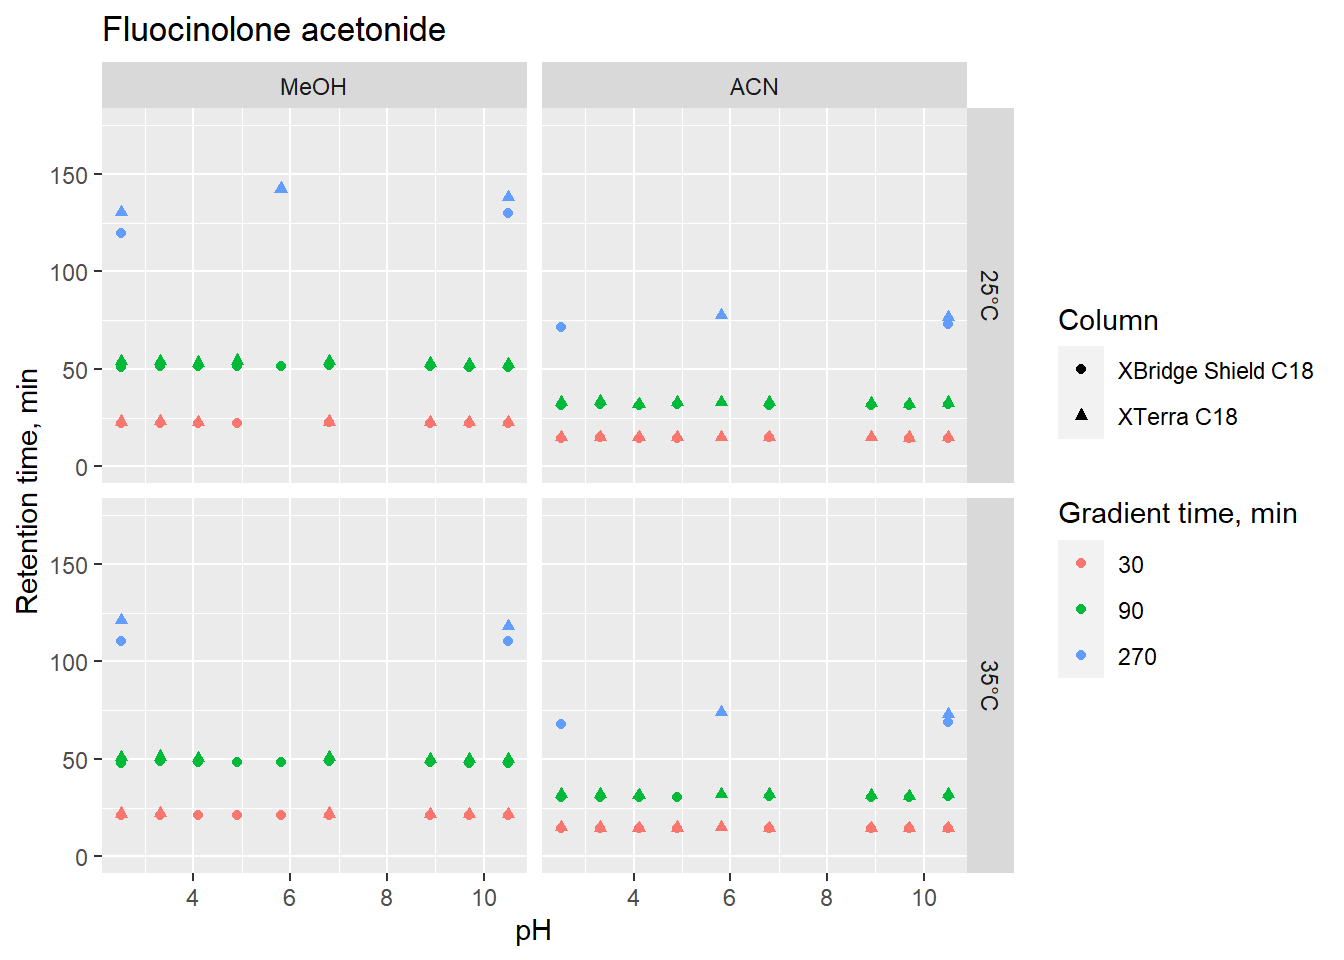 Fluocinolone acetonide
MeOH
ACN
150
100
50
0
25°C
150
100
50
0
35°C
4
6
8
10
4
6
8
10
pH
Retention time, min
Column
XBridge Shield C18
XTerra C18
Gradient time, min
30
90
270